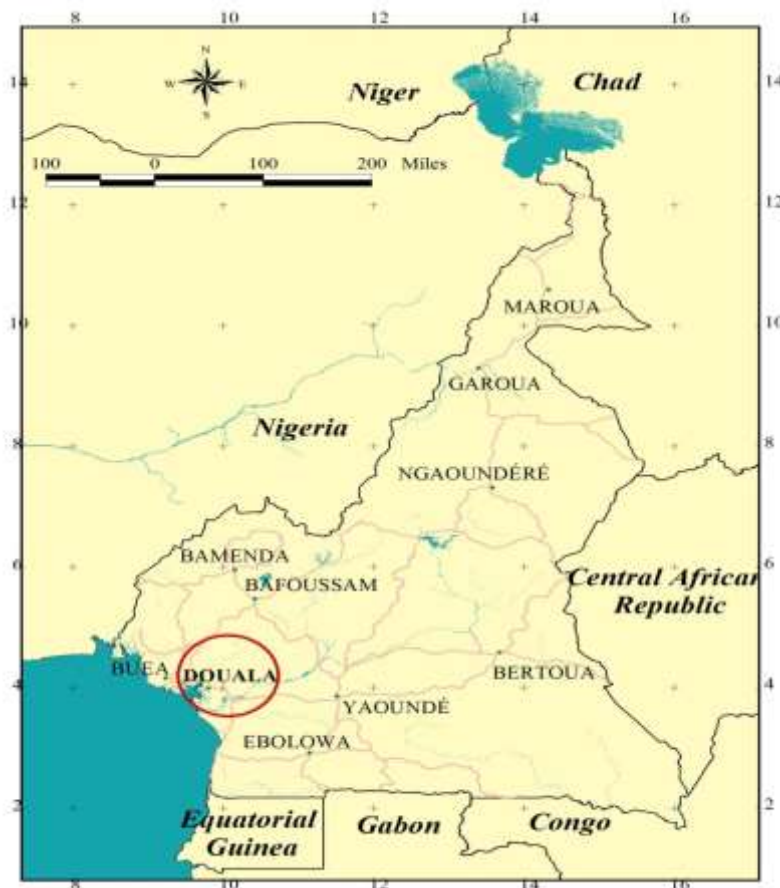 8 10 12 14 16
N
W E
S
14 14
Niger Chad
100 0 100 200 Miles
12 12
MAROUA
10 10
GAROUA
Nigeria
8 8
NGAOUNDÉRÉ
BAMENDA
6 6
BAFOUSSAM
Central African
Republic
BUEA DOUALA BERTOUA
4 4
YAOUNDÉ
EBOLOWA
2 2
Equatorial
Guinea
Gabon
Congo
8 10 12 14 16